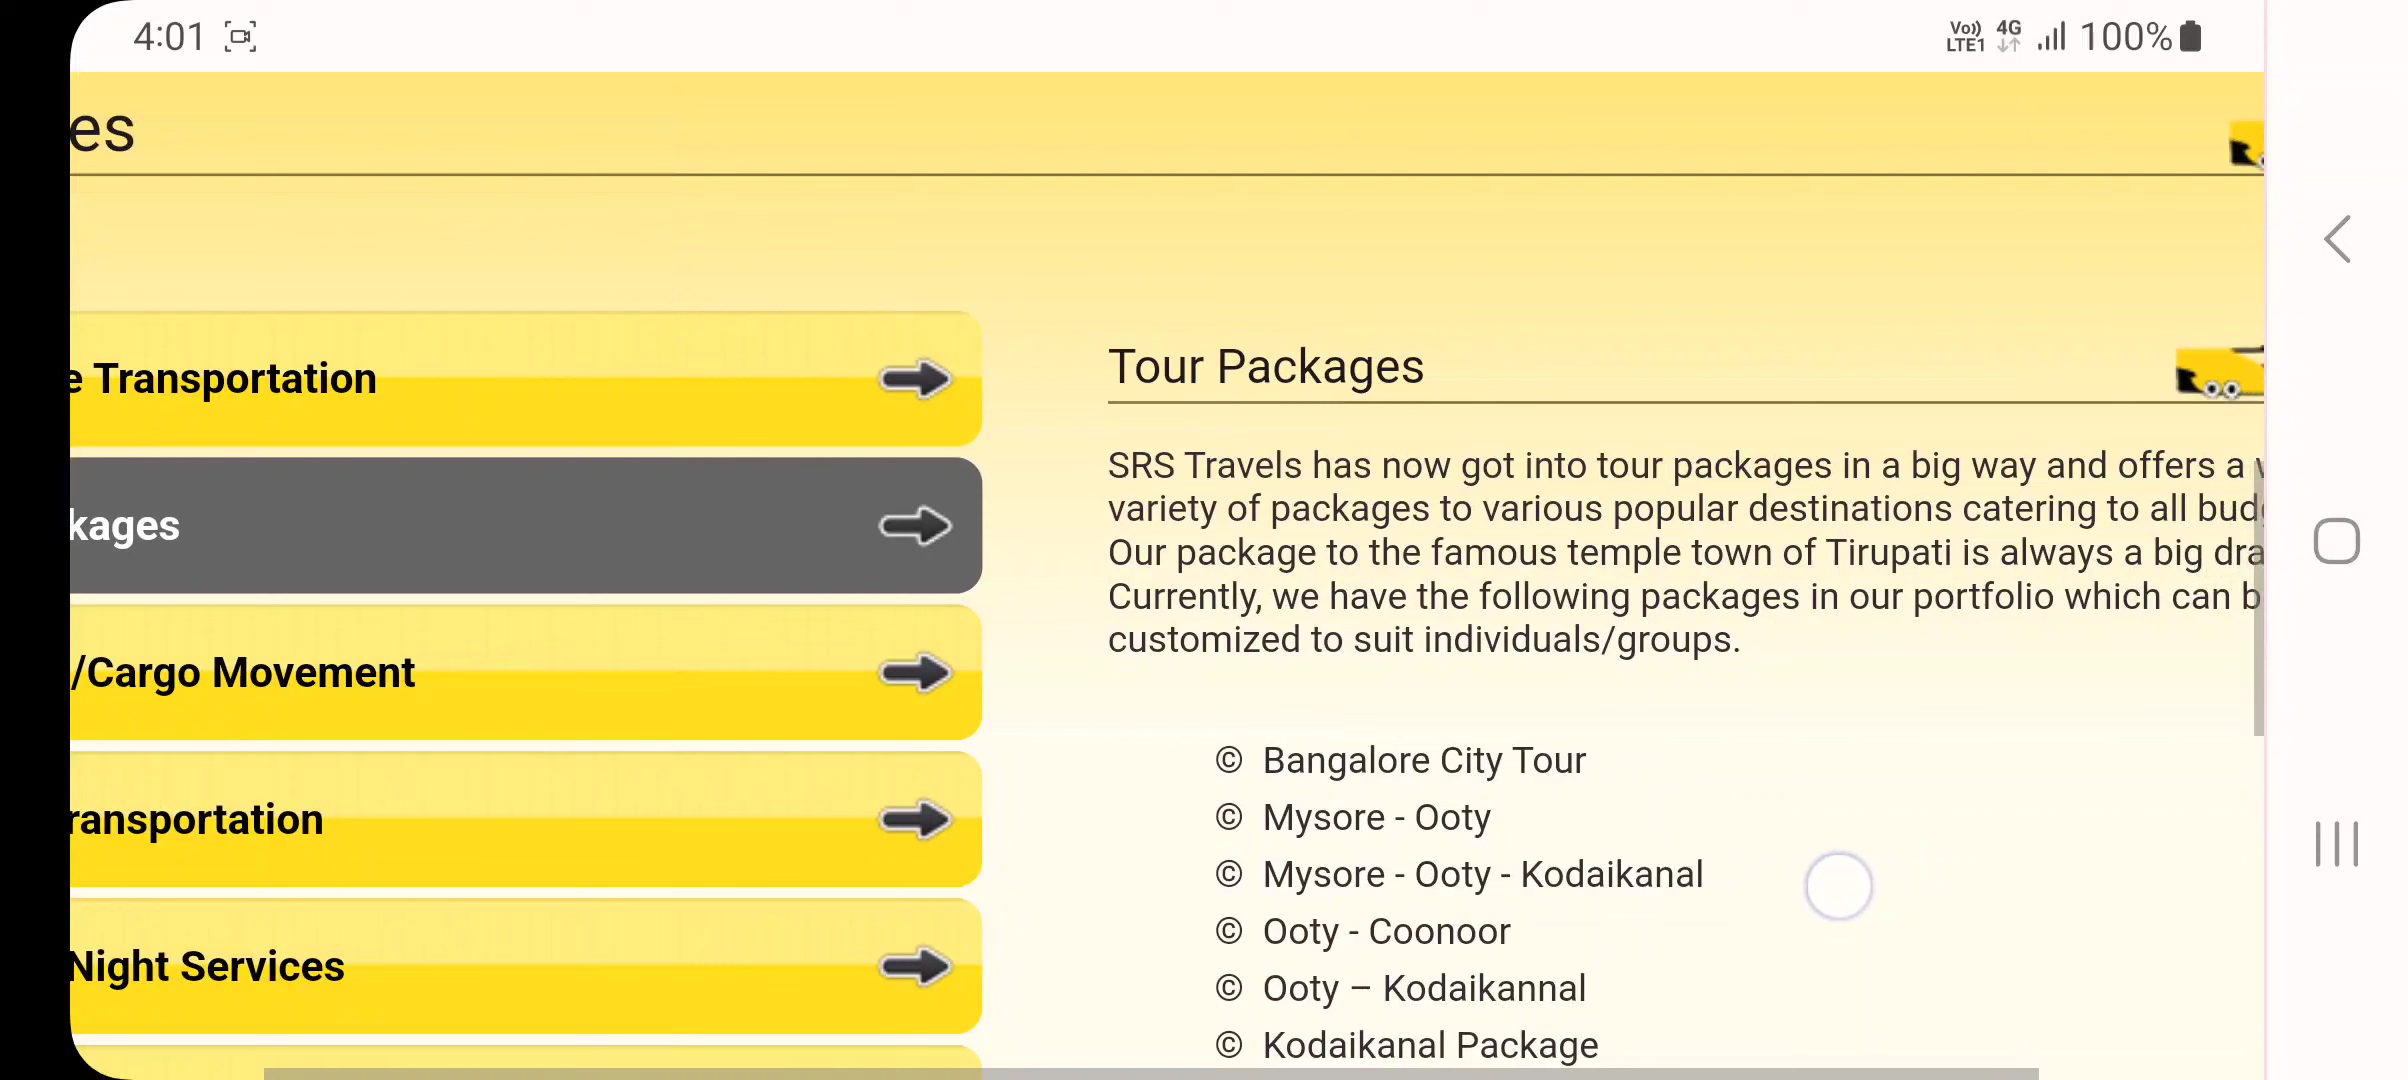 4:01
Vo)) LTE1 4G 100%
es
e Transportation
kages
/Cargo Movement
ransportation
Night Services
Tour Packages
SRS Travels has now got into tour packages in a big way and offers a
variety of packages to various popular destinations catering to all bud
Our package to the famous temple town of Tirupati is always a big dra
Currently, we have the following packages in our portfolio which can b
customized to suit individuals/groups.
© Bangalore City Tour
© Mysore - Ooty
© Mysore - Ooty - Kodaikanal
© Ooty - Coonoor
© Ooty – Kodaikannal
© Kodaikanal Package